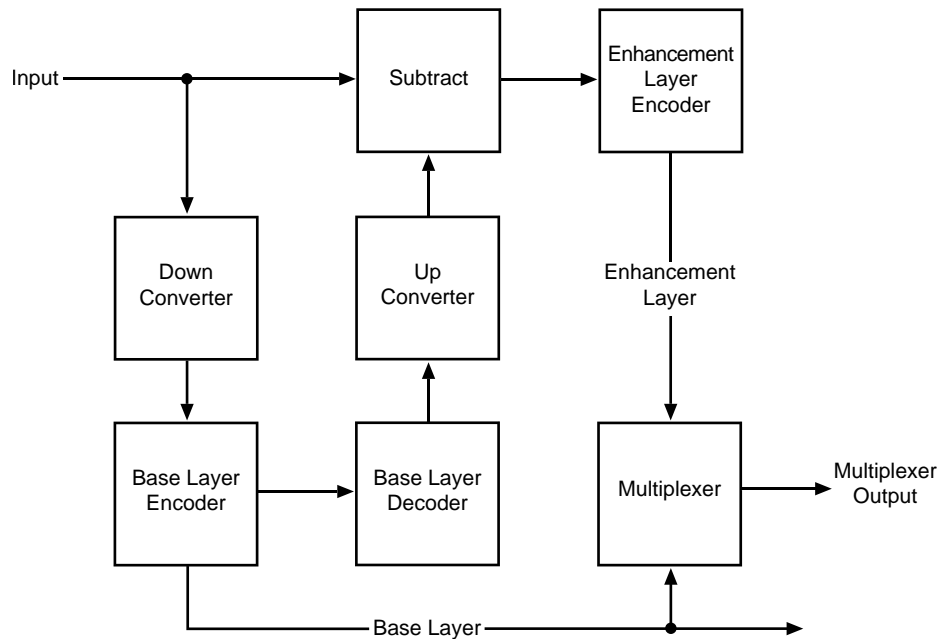 Input
Subtract
Enhancement
Layer
Encoder
Down
Converter
Up
Converter
Enhancement
Layer
Base Layer
Encoder
Base Layer
Decoder
Multiplexer
Multiplexer
Output
Base Layer